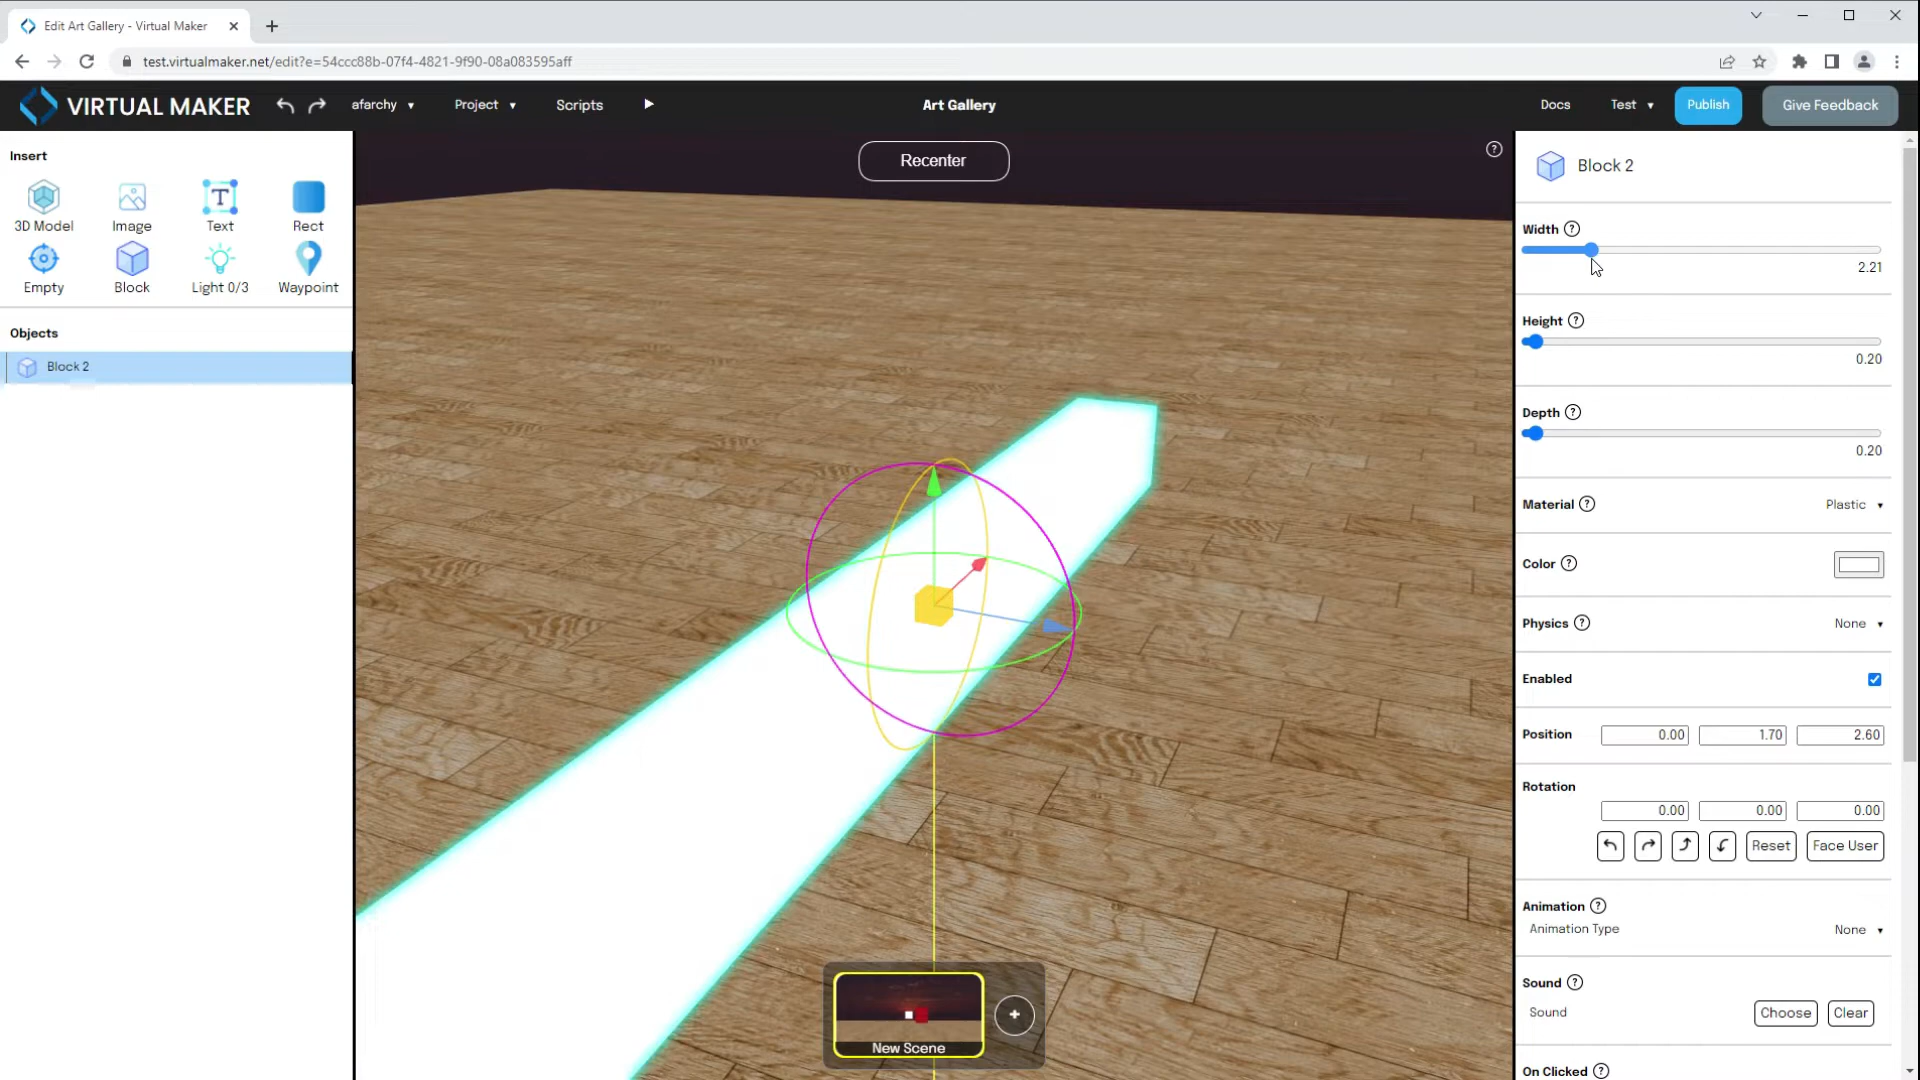 Edit Art Gallery - Virtual Maker
test.virtualmaker.net/edit?e=54ccc88b-07f4-4821-9f90-08a083595aff
VIRTUAL MAKER
afarchy
Project
Scripts
Art Gallery
Docs
Test
Publish
Give Feedback
Insert
3D Model
Image
Text
Rect
Empty
Block
Light 0/3
Waypoint
Objects
Block 2
Recenter
New Scene
Block 2
Width
2.21
Height
0.20
Depth
0.20
Material
Plastic
Color
Physics
None
Enabled
Position
0.00
1.70
2.60
Rotation
0.00
0.00
0.00
Reset
Face User
Animation
Animation Type
None
Sound
Sound
Choose
Clear
On Clicked